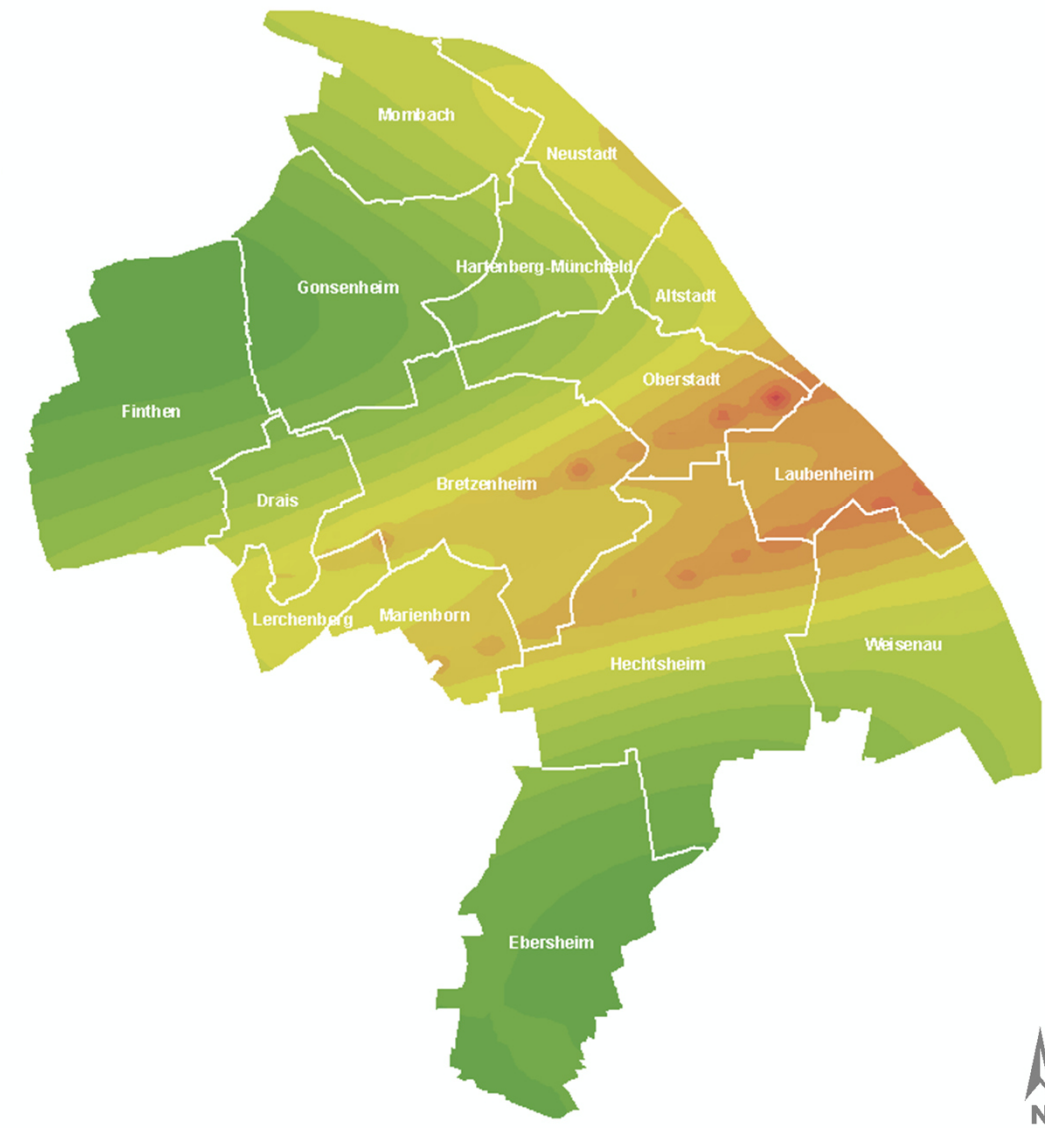 Mombach
Neustadt
Hartenberg-Münchfeld
Gonsenheim
Altstadt
Oberstadt
Finthen
Laubenheim
Bretzenheim
Drais
Marienborn
Lerchenberg
Weisenau
Hechtsheim
Ebersheim
N